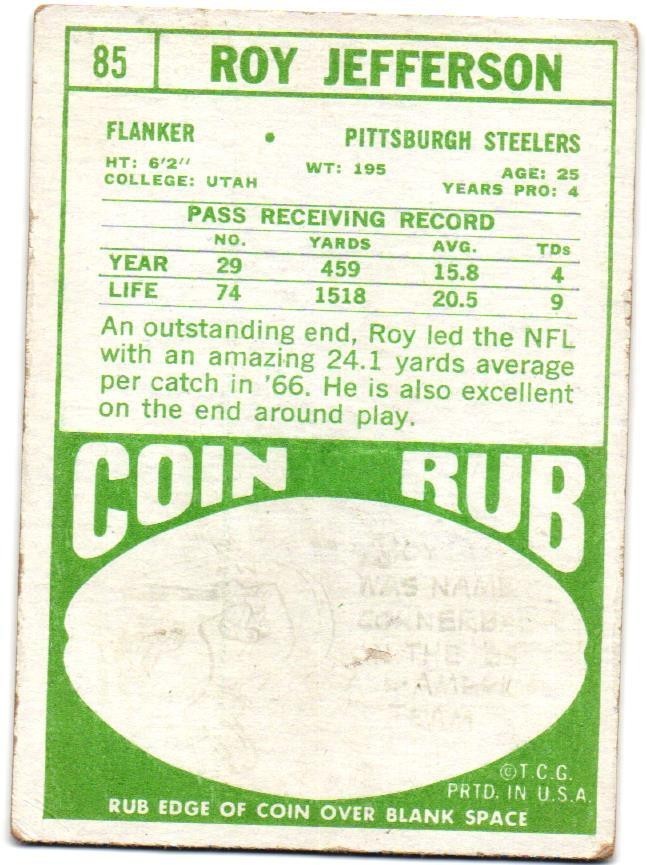 85 ROY JEFFERSON
FLANKER • PITTSBURGH STEELERS
HT: 6'2" WT: 195 AGE: 25
COLLEGE: UTAH YEARS PRO: 4
PASS RECEIVING RECORD
NO. YARDS AVG. TDs
YEAR 29 459 15.8 4
LIFE 74 1518 20.5 9
An outstanding end, Roy led the NFL
with an amazing 24.1 yards average
per catch in '66. He is also excellent
on the end around play.
COIN RUB
WAS NAME
THE
©T.C.G.
PRTD. IN U.S.A.
RUB EDGE OF COIN OVER BLANK SPACE